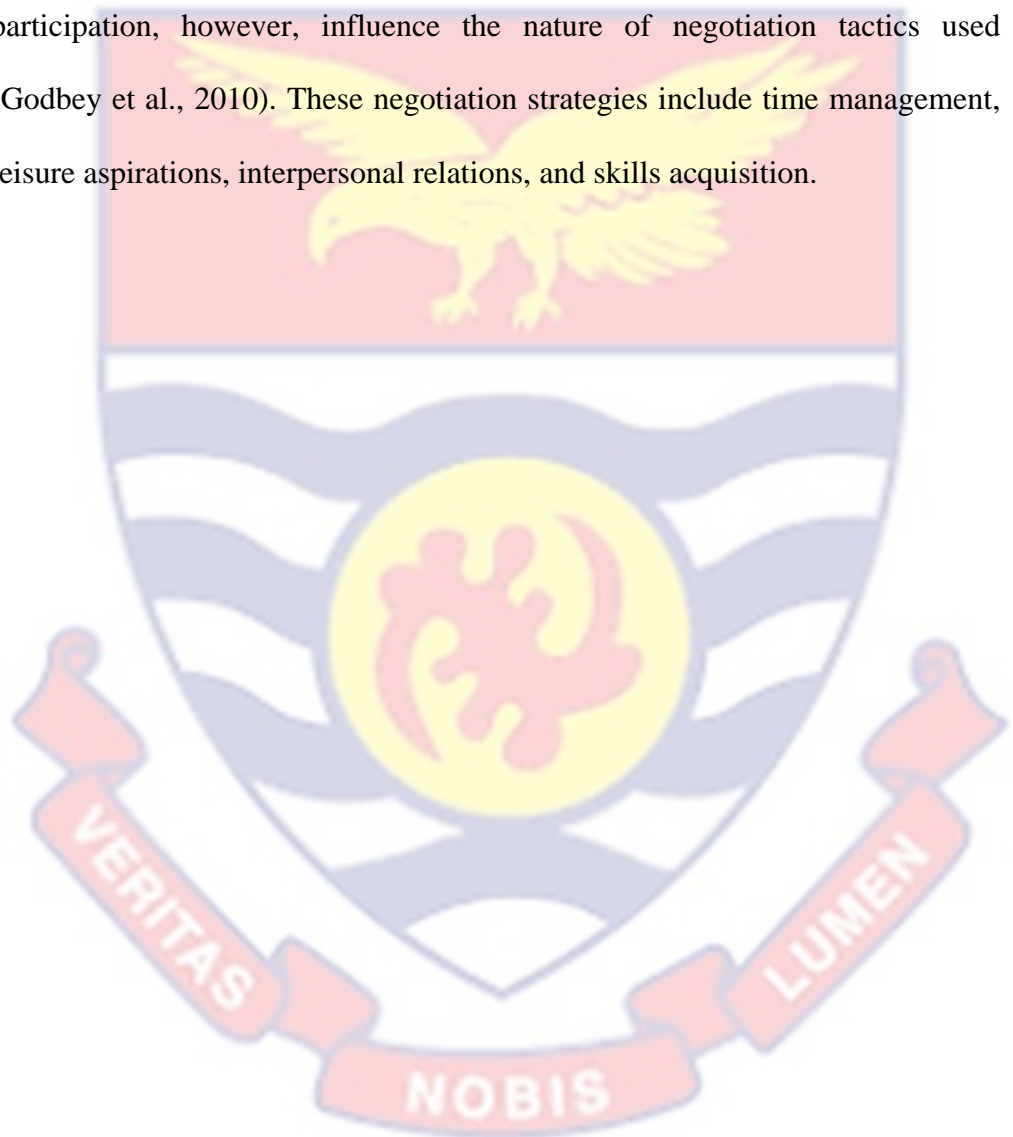 participation, however, influence the nature of negotiation tactics used
Godbey et al., 2010). These negotiation strategies include time management,
eisure aspirations, interpersonal relations, and skills acquisition.
VERITAS
NOBIS
LUMEN